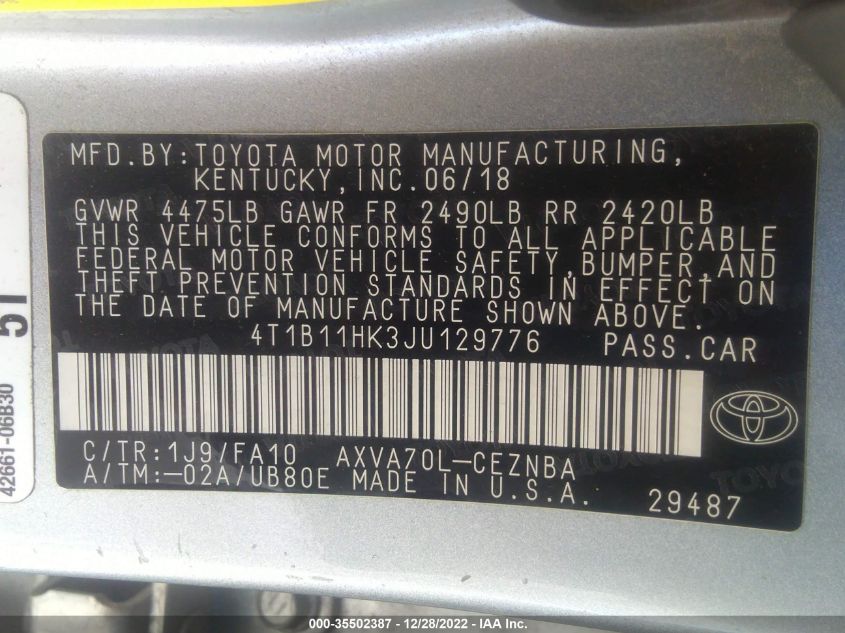 MFD.BY:TOYOTA MOTOR MANUFACTURING,
KENTUCKY,INC.06/18
GVWR 4475LB GAWR FR 2490LB RR 2420LB
THIS VEHICLE CONFORMS TO ALL APPLICABLE
FEDERAL MOTOR VEHICLE SAFETY,BUMPER,AND
THEFT PREVENTION STANDARDS IN EFFECT ON
THE DATE OF MANUFACTURE SHOWN ABOVE.
4T1B11HK3JU129776 PASS.CAR
C/TR:1J9/FA10 AXVA70L-CEZNBA
A/TM:-02A/UB80E MADE IN U.S.A. 29487
42661-06B30
000-35502387 - 12/28/2022 - IAA Inc.